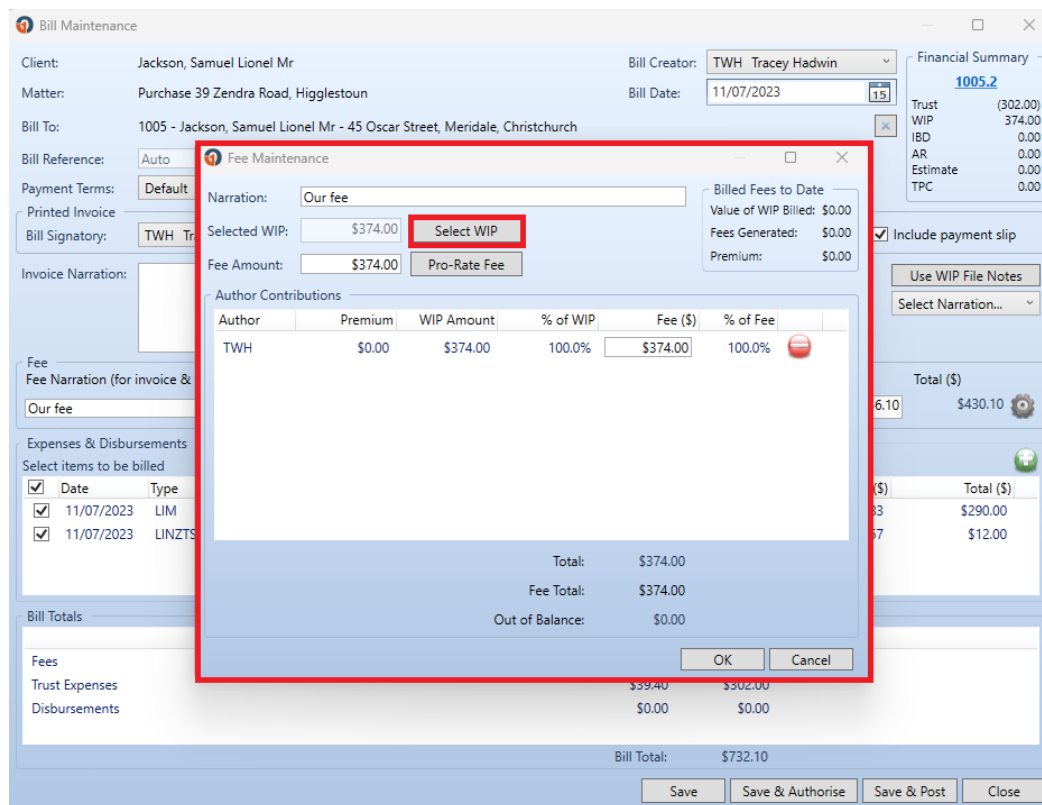 Bill Maintenance
Client: Jackson, Samuel Lionel Mr Bill Creator: TWH Tracey Hadwin Financial Summary
Matter: Purchase 39 Zendra Road, Higglestoun Bill Date: 11/07/2023 15 1005.2
Trust (302.00)
Bill To: 1005 - Jackson, Samuel Lionel Mr - 45 Oscar Street, Meridale, Christchurch WIP 374.00
IBD 0.00
Bill Reference: Auto AR 0.00
Estimate 0.00
Payment Terms: Default TPC 0.00
Printed Invoice
Bill Signatory: TWH Include payment slip
Invoice Narration: Use WIP File Notes
Select Narration...
Fee
Fee Narration (for invoice & Total ($)
Our fee 6.10 $430.10
Expenses & Disbursements
Select items to be billed
Date Type ($) Total ($)
11/07/2023 LIM 33 $290.00
11/07/2023 LINZTS 57 $12.00
Fee Maintenance
Narration: Our fee Billed Fees to Date
Value of WIP Billed: $0.00
Selected WIP: $374.00 Select WIP Fees Generated: $0.00
Premium: $0.00
Fee Amount: $374.00 Pro-Rate Fee
Author Contributions
Author Premium WIP Amount % of WIP Fee ($) % of Fee
TWH $0.00 $374.00 100.0% $374.00 100.0%
Total: $374.00
Fee Total: $374.00
Out of Balance: $0.00
OK Cancel
Bill Totals
Fees
Trust Expenses $39.40 $302.00
Disbursements $0.00 $0.00
Bill Total: $732.10
Save Save & Authorise Save & Post Close